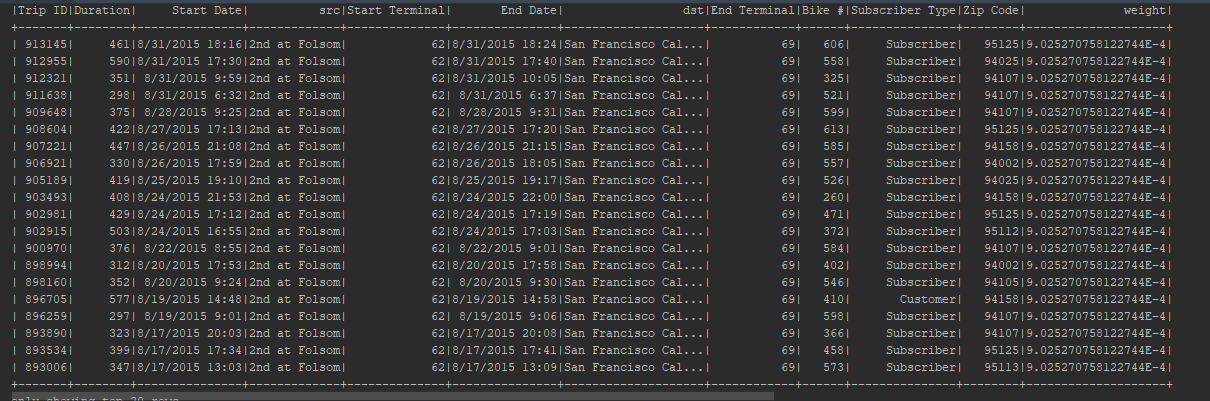 |Trip ID|Duration|     Start Date|          src|Start Terminal|       End Date|                 dst|End Terminal|Bike #|Subscriber Type|Zip Code|              weight|
+-------+--------+---------------+-------------+--------------+---------------+--------------------+------------+------+---------------+--------+--------------------+
| 913145|     461|8/31/2015 18:16|2nd at Folsom|            62|8/31/2015 18:24|San Francisco Cal...|          69|   606|     Subscriber|   95125|9.025270758122744E-4|
| 912955|     590|8/31/2015 17:30|2nd at Folsom|            62|8/31/2015 17:40|San Francisco Cal...|          69|   558|     Subscriber|   94025|9.025270758122744E-4|
| 912321|     351| 8/31/2015 9:59|2nd at Folsom|            62|8/31/2015 10:05|San Francisco Cal...|          69|   325|     Subscriber|   94107|9.025270758122744E-4|
| 911638|     298| 8/31/2015 6:32|2nd at Folsom|            62| 8/31/2015 6:37|San Francisco Cal...|          69|   521|     Subscriber|   94107|9.025270758122744E-4|
| 909648|     375| 8/28/2015 9:25|2nd at Folsom|            62| 8/28/2015 9:31|San Francisco Cal...|          69|   599|     Subscriber|   94107|9.025270758122744E-4|
| 908604|     422|8/27/2015 17:13|2nd at Folsom|            62|8/27/2015 17:20|San Francisco Cal...|          69|   613|     Subscriber|   95125|9.025270758122744E-4|
| 907221|     447|8/26/2015 21:08|2nd at Folsom|            62|8/26/2015 21:15|San Francisco Cal...|          69|   585|     Subscriber|   94158|9.025270758122744E-4|
| 906921|     330|8/26/2015 17:59|2nd at Folsom|            62|8/26/2015 18:05|San Francisco Cal...|          69|   557|     Subscriber|   94002|9.025270758122744E-4|
| 905189|     419|8/25/2015 19:10|2nd at Folsom|            62|8/25/2015 19:17|San Francisco Cal...|          69|   526|     Subscriber|   94025|9.025270758122744E-4|
| 903493|     408|8/24/2015 21:53|2nd at Folsom|            62|8/24/2015 22:00|San Francisco Cal...|          69|   260|     Subscriber|   94158|9.025270758122744E-4|
| 902981|     429|8/24/2015 17:12|2nd at Folsom|            62|8/24/2015 17:19|San Francisco Cal...|          69|   471|     Subscriber|   95125|9.025270758122744E-4|
| 902915|     503|8/24/2015 16:55|2nd at Folsom|            62|8/24/2015 17:03|San Francisco Cal...|          69|   372|     Subscriber|   95112|9.025270758122744E-4|
| 900970|     376| 8/22/2015 8:55|2nd at Folsom|            62| 8/22/2015 9:01|San Francisco Cal...|          69|   584|     Subscriber|   94107|9.025270758122744E-4|
| 898994|     312|8/20/2015 17:53|2nd at Folsom|            62|8/20/2015 17:58|San Francisco Cal...|          69|   402|     Subscriber|   94002|9.025270758122744E-4|
| 898160|     352| 8/20/2015 9:24|2nd at Folsom|            62| 8/20/2015 9:30|San Francisco Cal...|          69|   546|     Subscriber|   94105|9.025270758122744E-4|
| 896705|     577|8/19/2015 14:48|2nd at Folsom|            62|8/19/2015 14:58|San Francisco Cal...|          69|   410|       Customer|   94158|9.025270758122744E-4|
| 896259|     297| 8/19/2015 9:01|2nd at Folsom|            62| 8/19/2015 9:06|San Francisco Cal...|          69|   598|     Subscriber|   94107|9.025270758122744E-4|
| 893890|     323|8/17/2015 20:03|2nd at Folsom|            62|8/17/2015 20:08|San Francisco Cal...|          69|   366|     Subscriber|   94107|9.025270758122744E-4|
| 893534|     399|8/17/2015 17:34|2nd at Folsom|            62|8/17/2015 17:41|San Francisco Cal...|          69|   458|     Subscriber|   95125|9.025270758122744E-4|
| 893006|     347|8/17/2015 13:03|2nd at Folsom|            62|8/17/2015 13:09|San Francisco Cal...|          69|   573|     Subscriber|   95113|9.025270758122744E-4|
+-------+--------+---------------+-------------+--------------+---------------+--------------------+------------+------+---------------+--------+--------------------+
only showing top 20 rows